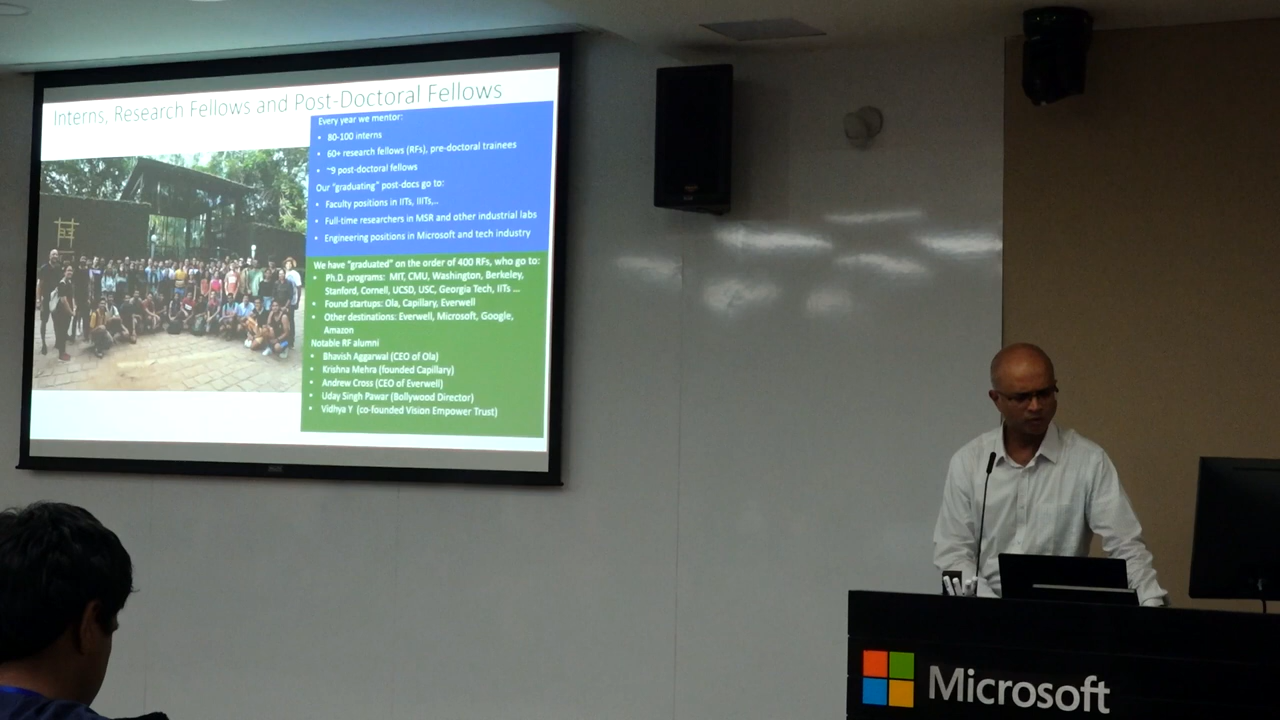 Interns, Research Fellows and Post-Doctoral Fellows
Every year we mentor:
• 80-100 interns
• 60+ research fellows (RFs), pre-doctoral trainees
• ~9 post-doctoral fellows
Our "graduating" post-docs go to:
• Faculty positions in IITs, IIITs,..
• Full-time researchers in MSR and other industrial labs
• Engineering positions in Microsoft and tech industry
We have "graduated" on the order of 400 RFs, who go to:
• Ph.D. programs: MIT, CMU, Washington, Berkeley,
Stanford, Cornell, UCSD, USC, Georgia Tech, IITs ...
• Found startups: Ola, Capillary, Everwell
• Other destinations: Everwell, Microsoft, Google,
Amazon
Notable RF alumni
• Bhavish Aggarwal (CEO of Ola)
• Krishna Mehra (founded Capillary)
• Andrew Cross (CEO of Everwell)
• Uday Singh Pawar (Bollywood Director)
• Vidhya Y (co-founded Vision Empower Trust)
Microsoft